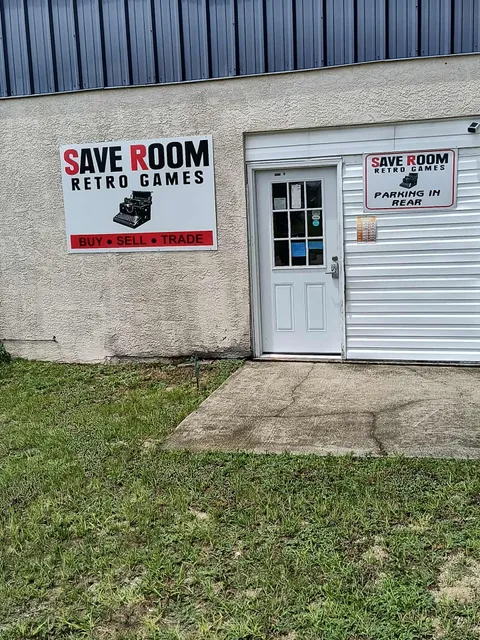 SAVE ROOM
RETRO GAMES
BUY • SELL • TRADE
SAVE ROOM
RETRO GAMES
PARKING IN
REAR